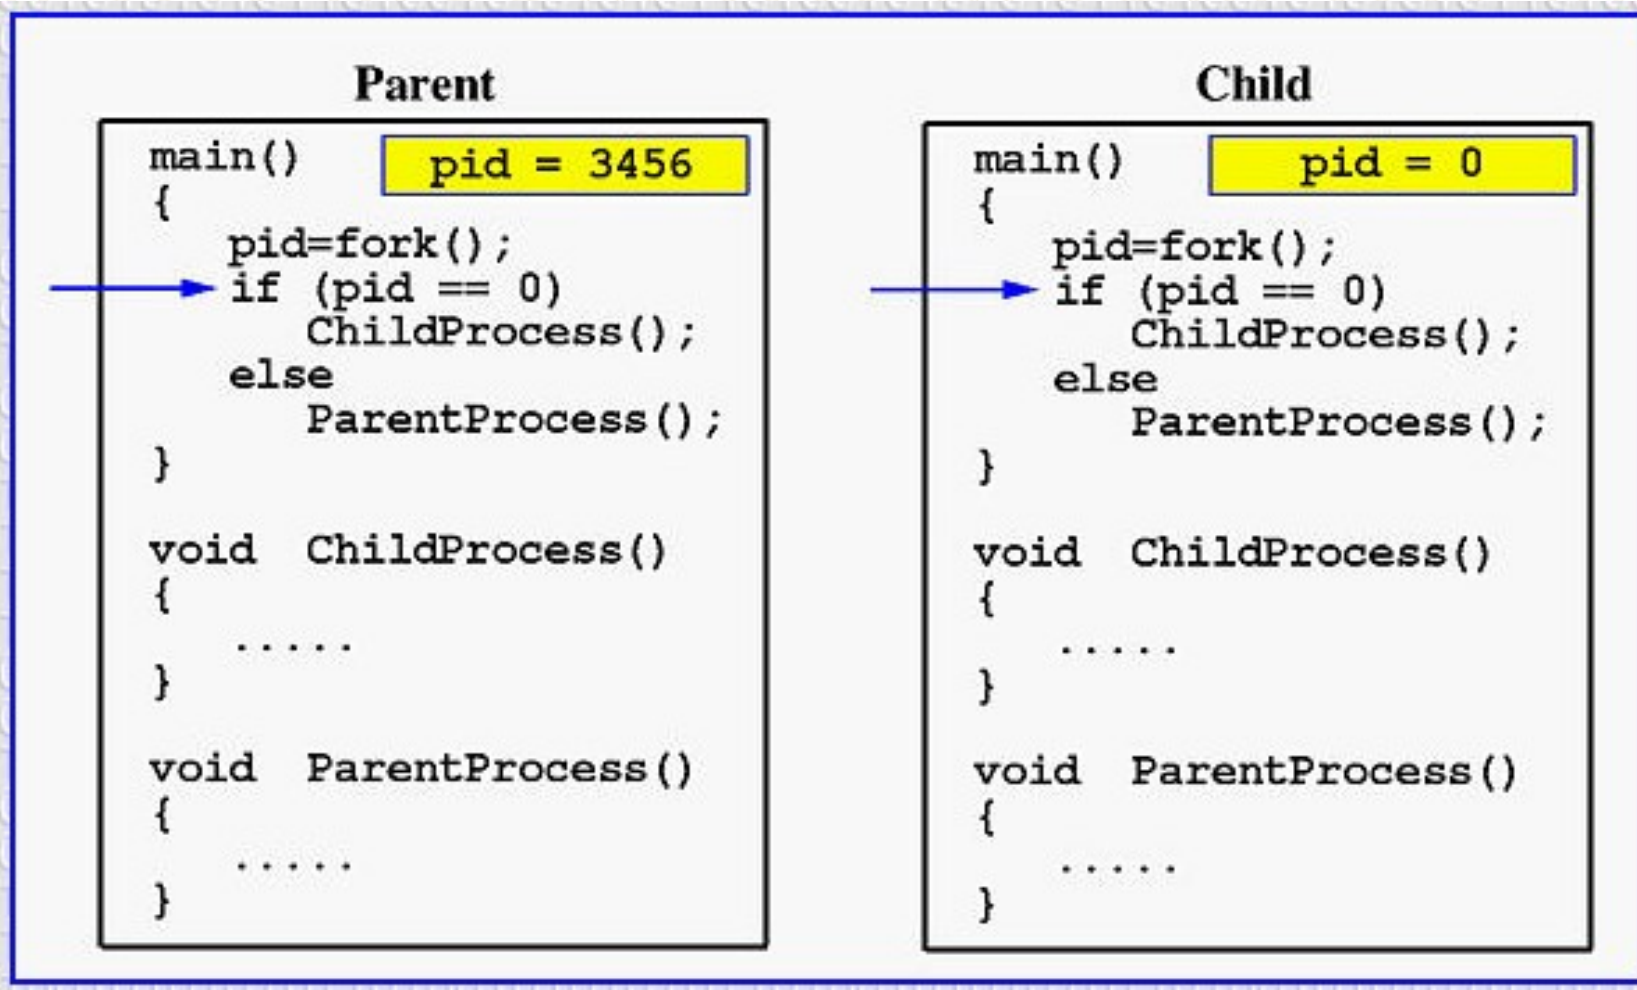 Parent
main()
pid = 3456
{
pid=fork();
if (pid == 0)
ChildProcess();
else
ParentProcess();
}
void ChildProcess()
{
.....
}
void ParentProcess()
{
.....
}
Child
main()
pid = 0
{
pid=fork();
if (pid == 0)
ChildProcess();
else
ParentProcess();
}
void ChildProcess()
{
.....
}
void ParentProcess()
{
.....
}